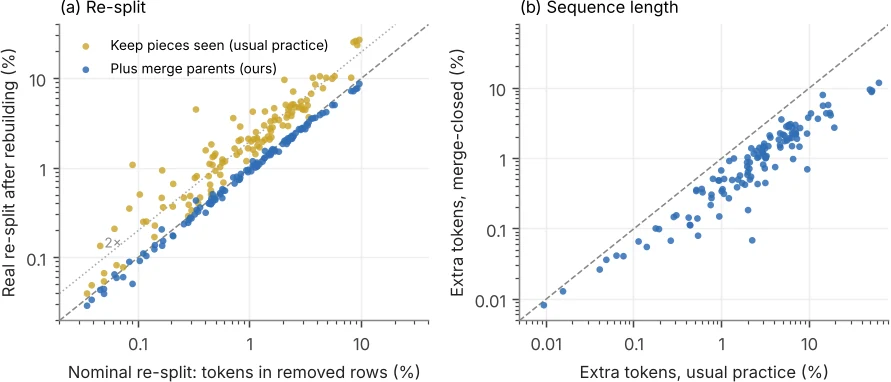 (a) Re-split
Keep pieces seen (usual practice)
Plus merge parents (ours)
2×
10
1
0.1
0.1
1
10
Real re-split after rebuilding (%)
Nominal re-split: tokens in removed rows (%)
(b) Sequence length
10
1
0.1
0.01
0.01
0.1
1
10
Extra tokens, merge-closed (%)
Extra tokens, usual practice (%)